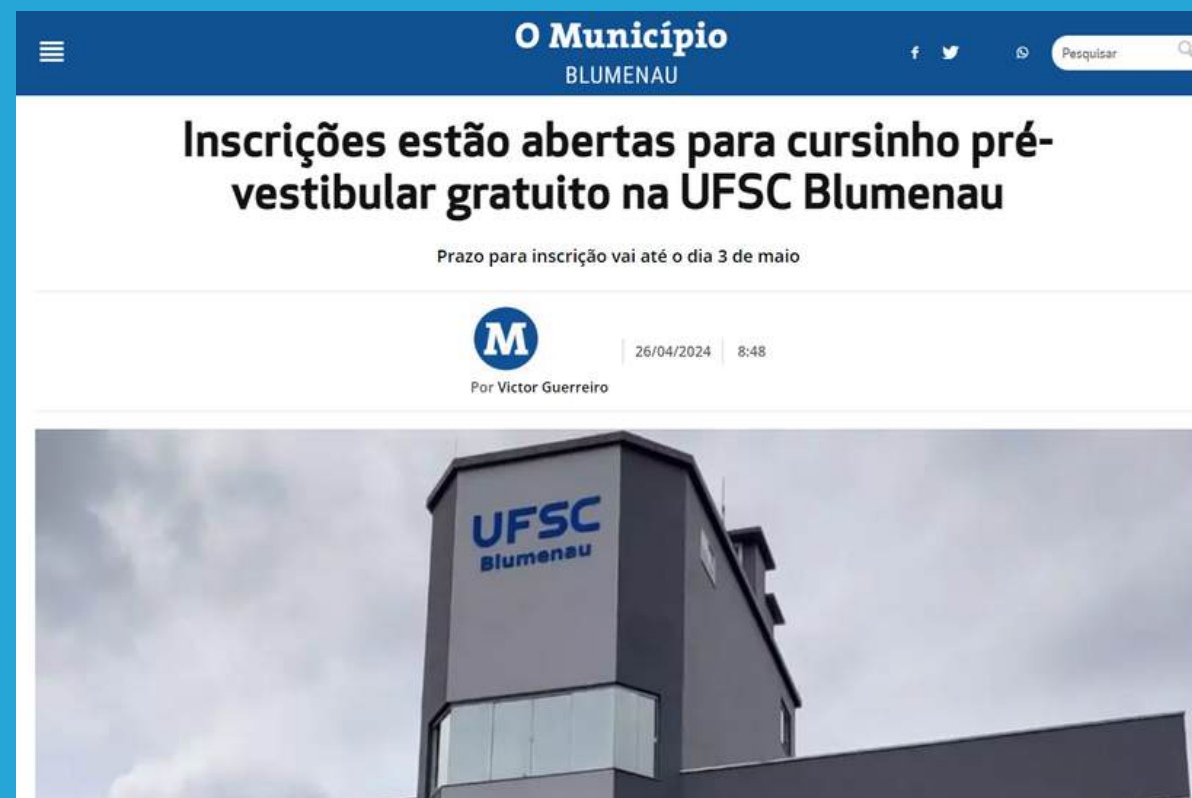 O Município
BLUMENAU
Pesquisar
Inscrições estão abertas para cursinho pré-
vestibular gratuito na UFSC Blumenau
Prazo para inscrição vai até o dia 3 de maio
M
26/04/2024 8:48
Por Victor Guerreiro
UFSC
Blumenau